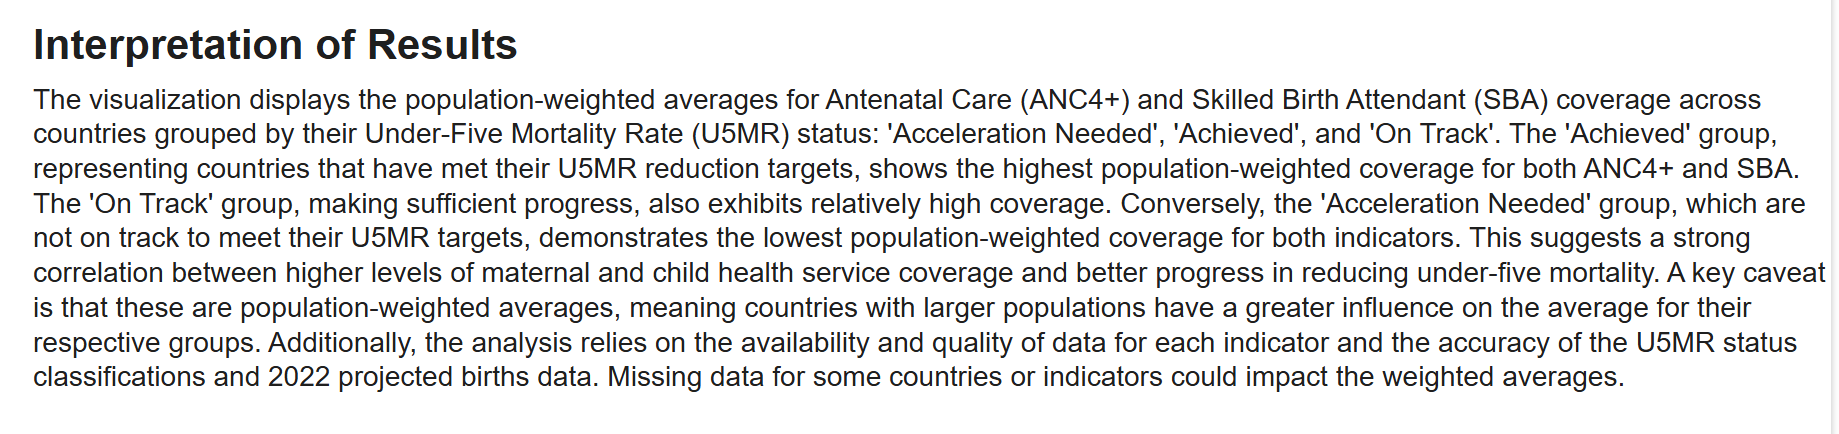 Interpretation of Results
The visualization displays the population-weighted averages for Antenatal Care (ANC4+) and Skilled Birth Attendant (SBA) coverage across
countries grouped by their Under-Five Mortality Rate (U5MR) status: 'Acceleration Needed', 'Achieved', and 'On Track'. The 'Achieved' group,
representing countries that have met their U5MR reduction targets, shows the highest population-weighted coverage for both ANC4+ and SBA.
The 'On Track' group, making sufficient progress, also exhibits relatively high coverage. Conversely, the 'Acceleration Needed' group, which are
not on track to meet their U5MR targets, demonstrates the lowest population-weighted coverage for both indicators. This suggests a strong
correlation between higher levels of maternal and child health service coverage and better progress in reducing under-five mortality. A key caveat
is that these are population-weighted averages, meaning countries with larger populations have a greater influence on the average for their
respective groups. Additionally, the analysis relies on the availability and quality of data for each indicator and the accuracy of the U5MR status
classifications and 2022 projected births data. Missing data for some countries or indicators could impact the weighted averages.